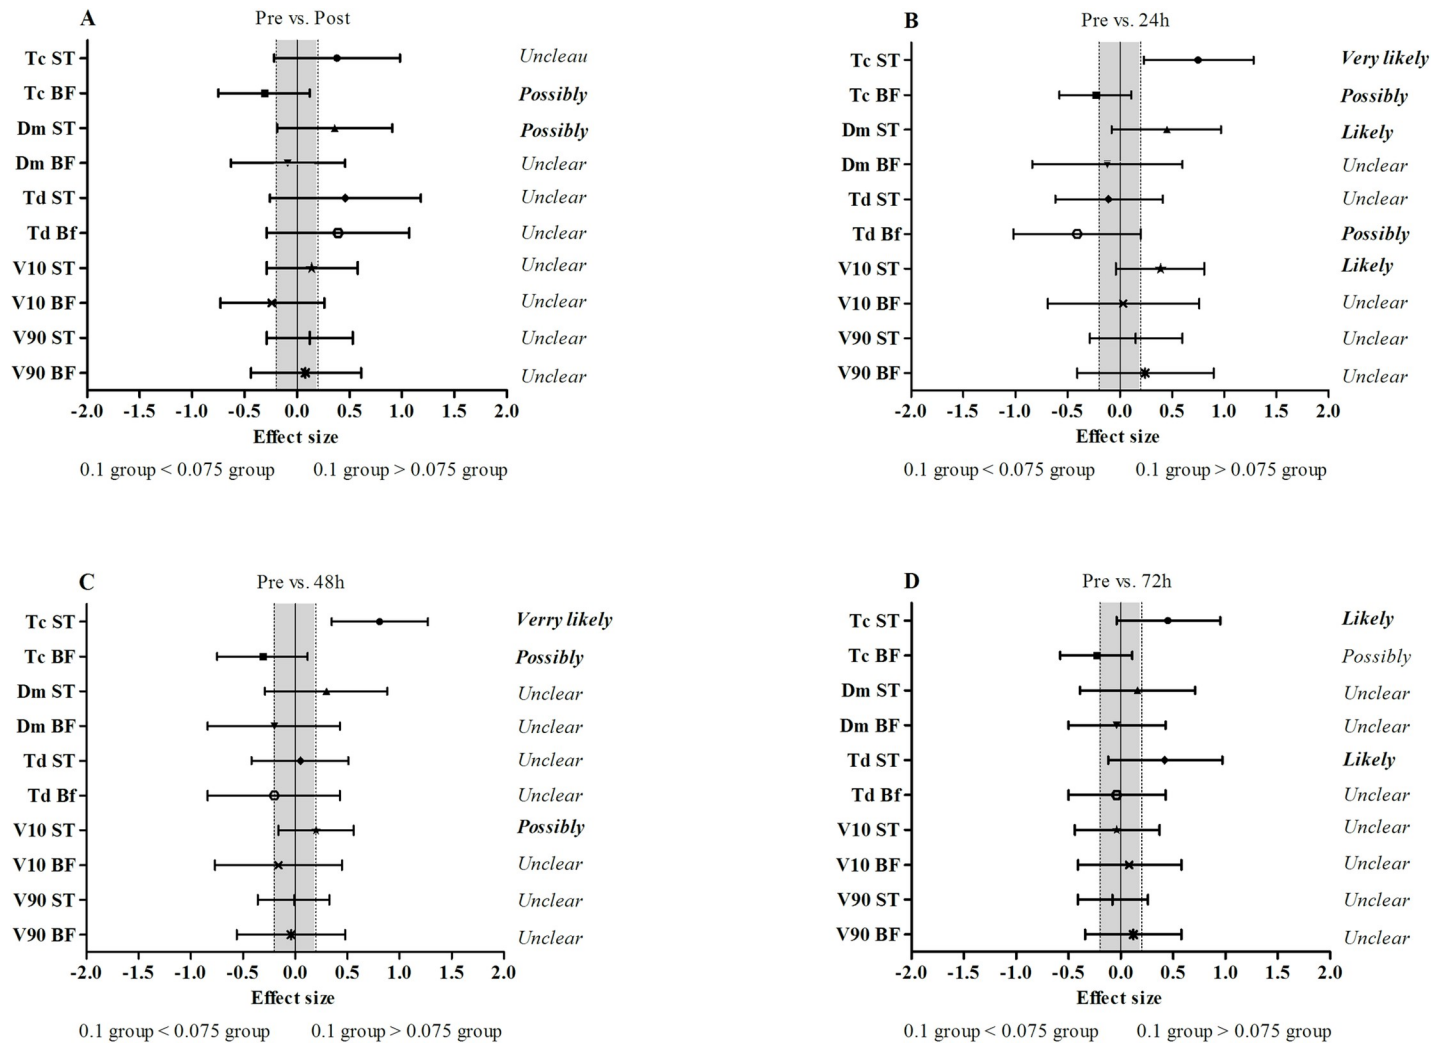 A
Pre vs. Post
Tc ST
Uncleau
Tc BF
Possibly
Dm ST
Possibly
Dm BF
Unclear
Td ST
Unclear
Td Bf
Unclear
V10 ST
Unclear
V10 BF
Unclear
V90 ST
Unclear
V90 BF
Unclear
-2.0 -1.5 -1.0 -0.5 0.0 0.5 1.0 1.5 2.0
Effect size
0.1 group < 0.075 group 0.1 group > 0.075 group
B
Pre vs. 24h
Tc ST
Very likely
Tc BF
Possibly
Dm ST
Likely
Dm BF
Unclear
Td ST
Unclear
Td Bf
Possibly
V10 ST
Likely
V10 BF
Unclear
V90 ST
Unclear
V90 BF
Unclear
-2.0 -1.5 -1.0 -0.5 0.0 0.5 1.0 1.5 2.0
Effect size
0.1 group < 0.075 group 0.1 group > 0.075 group
C
Pre vs. 48h
Tc ST
Verry likely
Tc BF
Possibly
Dm ST
Unclear
Dm BF
Unclear
Td ST
Unclear
Td Bf
Unclear
V10 ST
Possibly
V10 BF
Unclear
V90 ST
Unclear
V90 BF
Unclear
-2.0 -1.5 -1.0 -0.5 0.0 0.5 1.0 1.5 2.0
Effect size
0.1 group < 0.075 group 0.1 group > 0.075 group
D
Pre vs. 72h
Tc ST
Likely
Tc BF
Possibly
Dm ST
Unclear
Dm BF
Unclear
Td ST
Likely
Td Bf
Unclear
V10 ST
Unclear
V10 BF
Unclear
V90 ST
Unclear
V90 BF
Unclear
-2.0 -1.5 -1.0 -0.5 0.0 0.5 1.0 1.5 2.0
Effect size
0.1 group < 0.075 group 0.1 group > 0.075 group